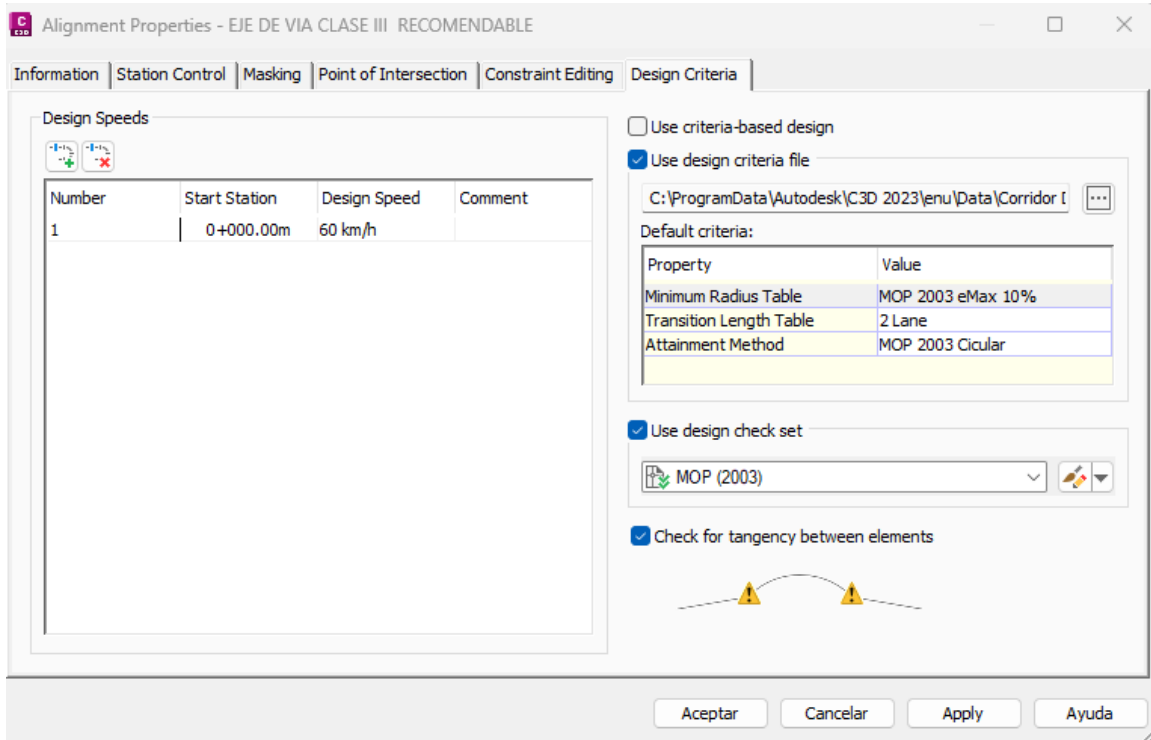 C
C3D
Alignment Properties - EJE DE VIA CLASE III RECOMENDABLE
Information Station Control Masking Point of Intersection Constraint Editing Design Criteria
Design Speeds
Number Start Station Design Speed Comment
1 0+000.00m 60 km/h
Use criteria-based design
Use design criteria file
C:\ProgramData\Autodesk\C3D 2023\enu\Data\Corridor
...
Default criteria:
Property Value
Minimum Radius Table MOP 2003 eMax 10%
Transition Length Table 2 Lane
Attainment Method MOP 2003 Cicular
Use design check set
MOP (2003)
Check for tangency between elements
Aceptar Cancelar Apply Ayuda